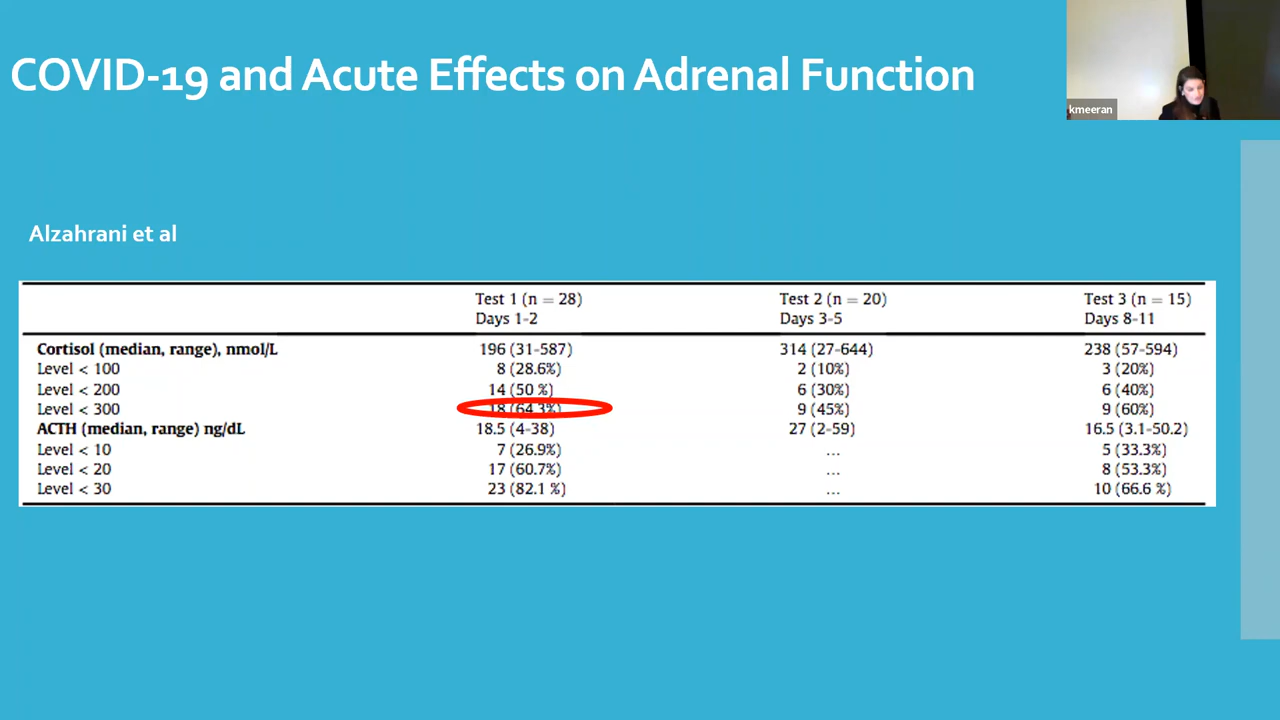 COVID-19 and Acute Effects on Adrenal Function
kmeeran
Alzahrani et al
Test 1 (n = 28) Test 2 (n = 20) Test 3 (n = 15)
Days 1-2 Days 3-5 Days 8-11
Cortisol (median, range), nmol/L 196 (31-587) 314 (27-644) 238 (57-594)
Level < 100 8 (28.6%) 2 (10%) 3 (20%)
Level < 200 14 (50 %) 6 (30%) 6 (40%)
Level < 300 18 (64.3%) 9 (45%) 9 (60%)
ACTH (median, range) ng/dL 18.5 (4-38) 27 (2-59) 16.5 (3.1-50.2)
Level < 10 7 (26.9%) ... 5 (33.3%)
Level < 20 17 (60.7%) ... 8 (53.3%)
Level < 30 23 (82.1 %) ... 10 (66.6 %)